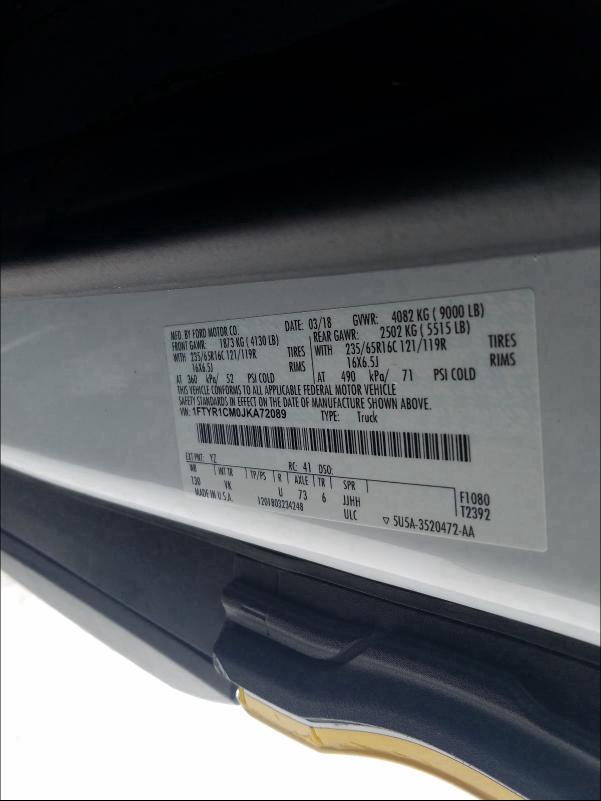 MFD. BY FORD MOTOR CO.
DATE: 03/18 GVWR: 4082 KG ( 9000 LB)
FRONT GAWR: 1873 KG ( 4130 LB) REAR GAWR: 2502 KG ( 5515 LB)
WITH 235/65R16C 121/119R TIRES WITH 235/65R16C 121/119R TIRES
16X6.5J RIMS 16X6.5J RIMS
AT 360 kPa/ 52 PSI COLD AT 490 kPa/ 71 PSI COLD
THIS VEHICLE CONFORMS TO ALL APPLICABLE FEDERAL MOTOR VEHICLE
SAFETY STANDARDS IN EFFECT ON THE DATE OF MANUFACTURE SHOWN ABOVE.
VIN: 1FTYR1CM0JKA72089 TYPE: Truck
EXT PNT: YZ RC: 41 DSO:
WB INT TR TP/PS R AXLE TR SPR
130 VK U 73 6 JJHH F1080
MADE IN U.S.A. 1201803234248 ULC T2392
▽ 5U5A-3520472-AA